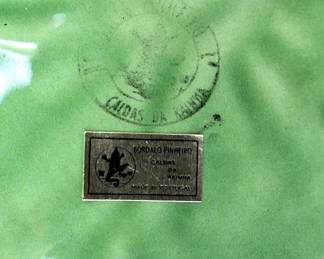 CALDAS DA RAINHA
BORDALO PINHEIRO
CALDAS
DA
RAINHA
MADE IN PORTUGAL